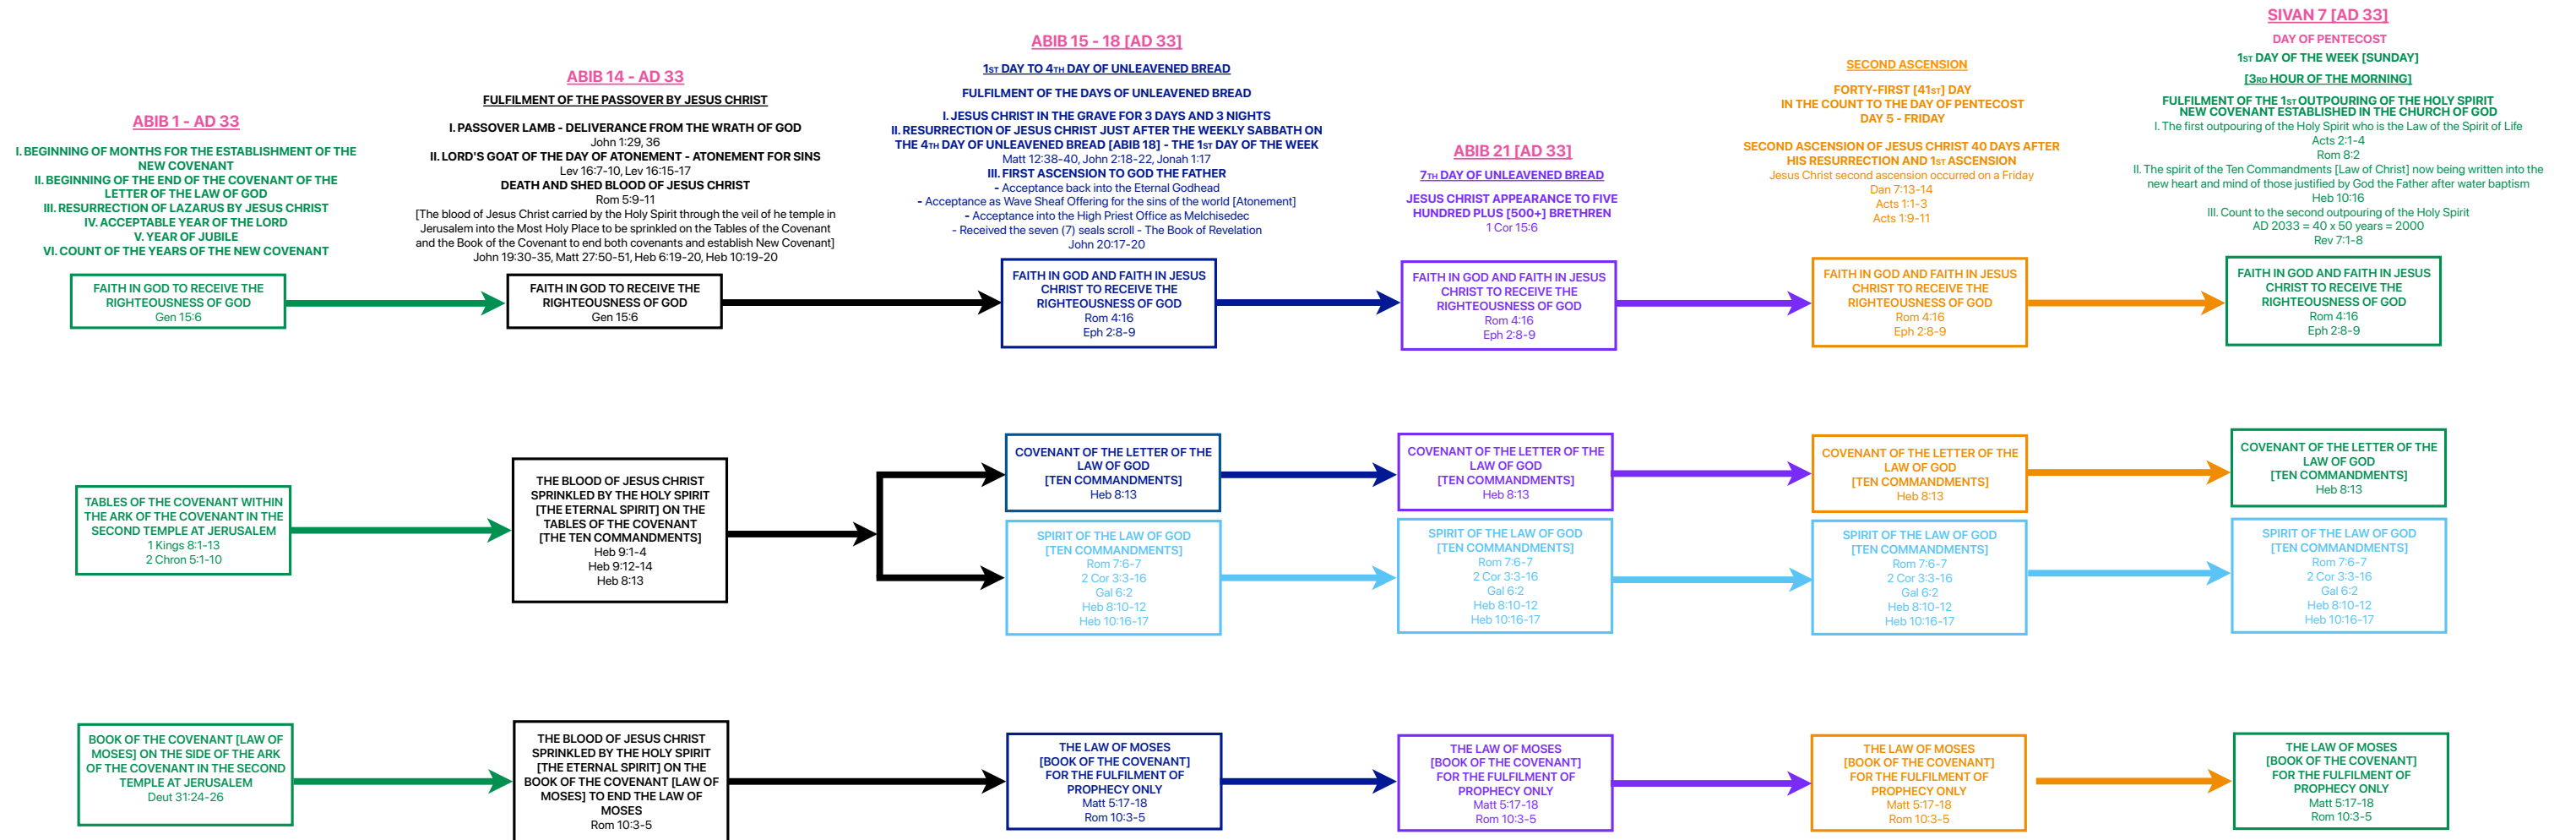 ABIB 1 - AD 33
I. BEGINNING OF MONTHS FOR THE ESTABLISHMENT OF THE
NEW COVENANT
II. BEGINNING OF THE END OF THE COVENANT OF THE
LETTER OF THE LAW OF GOD
III. RESURRECTION OF LAZARUS BY JESUS CHRIST
IV. ACCEPTABLE YEAR OF THE LORD
V. YEAR OF JUBILE
VI. COUNT OF THE YEARS OF THE NEW COVENANT
ABIB 14 - AD 33
FULFILMENT OF THE PASSOVER BY JESUS CHRIST
I. PASSOVER LAMB - DELIVERANCE FROM THE WRATH OF GOD
John 1:29, 36
II. LORD'S GOAT OF THE DAY OF ATONEMENT - ATONEMENT FOR SINS
Lev 16:7-10, Lev 16:15-17
DEATH AND SHED BLOOD OF JESUS CHRIST
Rom 5:9-11
[The blood of Jesus Christ carried by the Holy Spirit through the veil of he temple in
Jerusalem into the Most Holy Place to be sprinkled on the Tables of the Covenant
and the Book of the Covenant to end both covenants and establish New Covenant]
John 19:30-35, Matt 27:50-51, Heb 6:19-20, Heb 10:19-20
ABIB 15 - 18 [AD 33]
1ST DAY TO 4TH DAY OF UNLEAVENED BREAD
FULFILMENT OF THE DAYS OF UNLEAVENED BREAD
I. JESUS CHRIST IN THE GRAVE FOR 3 DAYS AND 3 NIGHTS
II. RESURRECTION OF JESUS CHRIST JUST AFTER THE WEEKLY SABBATH ON
THE 4TH DAY OF UNLEAVENED BREAD [ABIB 18] - THE 1ST DAY OF THE WEEK
Matt 12:38-40, John 2:18-22, Jonah 1:17
III. FIRST ASCENSION TO GOD THE FATHER
- Acceptance back into the Eternal Godhead
- Acceptance as Wave Sheaf Offering for the sins of the world [Atonement]
- Acceptance into the High Priest Office as Melchisedec
- Received the seven (7) seals scroll - The Book of Revelation
John 20:17-20
ABIB 21 [AD 33]
7TH DAY OF UNLEAVENED BREAD
JESUS CHRIST APPEARANCE TO FIVE
HUNDRED PLUS [500+] BRETHREN
1 Cor 15:6
SECOND ASCENSION
FORTY-FIRST [41ST] DAY
IN THE COUNT TO THE DAY OF PENTECOST
DAY 5 - FRIDAY
SECOND ASCENSION OF JESUS CHRIST 40 DAYS AFTER
HIS RESURRECTION AND 1ST ASCENSION
Jesus Christ second ascension occurred on a Friday
Dan 7:13-14
Acts 1:1-3
Acts 1:9-11
SIVAN 7 [AD 33]
DAY OF PENTECOST
1ST DAY OF THE WEEK [SUNDAY]
[3RD HOUR OF THE MORNING]
FULFILMENT OF THE 1ST OUTPOURING OF THE HOLY SPIRIT
NEW COVENANT ESTABLISHED IN THE CHURCH OF GOD
I. The first outpouring of the Holy Spirit who is the Law of the Spirit of Life
Acts 2:1-4
Rom 8:2
II. The spirit of the Ten Commandments [Law of Christ] now being written into the
new heart and mind of those justified by God the Father after water baptism
Heb 10:16
III. Count to the second outpouring of the Holy Spirit
AD 2033 = 40 x 50 years = 2000
Rev 7:1-8
FAITH IN GOD TO RECEIVE THE
RIGHTEOUSNESS OF GOD
Gen 15:6
FAITH IN GOD TO RECEIVE THE
RIGHTEOUSNESS OF GOD
Gen 15:6
FAITH IN GOD AND FAITH IN JESUS
CHRIST TO RECEIVE THE
RIGHTEOUSNESS OF GOD
Rom 4:16
Eph 2:8-9
FAITH IN GOD AND FAITH IN JESUS
CHRIST TO RECEIVE THE
RIGHTEOUSNESS OF GOD
Rom 4:16
Eph 2:8-9
FAITH IN GOD AND FAITH IN JESUS
CHRIST TO RECEIVE THE
RIGHTEOUSNESS OF GOD
Rom 4:16
Eph 2:8-9
FAITH IN GOD AND FAITH IN JESUS
CHRIST TO RECEIVE THE
RIGHTEOUSNESS OF GOD
Rom 4:16
Eph 2:8-9
TABLES OF THE COVENANT WITHIN
THE ARK OF THE COVENANT IN THE
SECOND TEMPLE AT JERUSALEM
1 Kings 8:1-13
2 Chron 5:1-10
THE BLOOD OF JESUS CHRIST
SPRINKLED BY THE HOLY SPIRIT
[THE ETERNAL SPIRIT] ON THE
TABLES OF THE COVENANT
[THE TEN COMMANDMENTS]
Heb 9:1-4
Heb 9:12-14
Heb 8:13
COVENANT OF THE LETTER OF THE
LAW OF GOD
[TEN COMMANDMENTS]
Heb 8:13
COVENANT OF THE LETTER OF THE
LAW OF GOD
[TEN COMMANDMENTS]
Heb 8:13
COVENANT OF THE LETTER OF THE
LAW OF GOD
[TEN COMMANDMENTS]
Heb 8:13
COVENANT OF THE LETTER OF THE
LAW OF GOD
[TEN COMMANDMENTS]
Heb 8:13
SPIRIT OF THE LAW OF GOD
[TEN COMMANDMENTS]
Rom 7:6-7
2 Cor 3:3-16
Gal 6:2
Heb 8:10-12
Heb 10:16-17
SPIRIT OF THE LAW OF GOD
[TEN COMMANDMENTS]
Rom 7:6-7
2 Cor 3:3-16
Gal 6:2
Heb 8:10-12
Heb 10:16-17
SPIRIT OF THE LAW OF GOD
[TEN COMMANDMENTS]
Rom 7:6-7
2 Cor 3:3-16
Gal 6:2
Heb 8:10-12
Heb 10:16-17
SPIRIT OF THE LAW OF GOD
[TEN COMMANDMENTS]
Rom 7:6-7
2 Cor 3:3-16
Gal 6:2
Heb 8:10-12
Heb 10:16-17
BOOK OF THE COVENANT [LAW OF
MOSES] ON THE SIDE OF THE ARK
OF THE COVENANT IN THE SECOND
TEMPLE AT JERUSALEM
Deut 31:24-26
THE BLOOD OF JESUS CHRIST
SPRINKLED BY THE HOLY SPIRIT
[THE ETERNAL SPIRIT] ON THE
BOOK OF THE COVENANT [LAW OF
MOSES] TO END THE LAW OF
MOSES
Rom 10:3-5
THE LAW OF MOSES
[BOOK OF THE COVENANT]
FOR THE FULFILMENT OF
PROPHECY ONLY
Matt 5:17-18
Rom 10:3-5
THE LAW OF MOSES
[BOOK OF THE COVENANT]
FOR THE FULFILMENT OF
PROPHECY ONLY
Matt 5:17-18
Rom 10:3-5
THE LAW OF MOSES
[BOOK OF THE COVENANT]
FOR THE FULFILMENT OF
PROPHECY ONLY
Matt 5:17-18
Rom 10:3-5
THE LAW OF MOSES
[BOOK OF THE COVENANT]
FOR THE FULFILMENT OF
PROPHECY ONLY
Matt 5:17-18
Rom 10:3-5